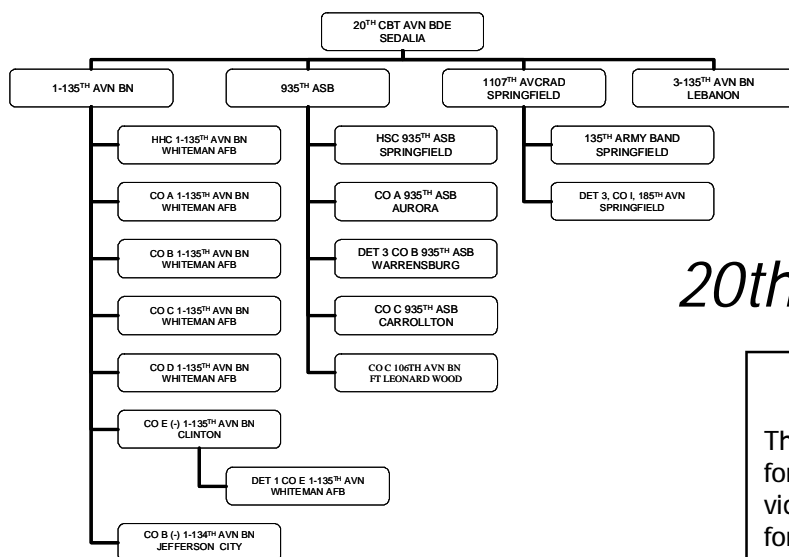 20TH CBT AVN BDE
SEDALIA
1-135TH AVN BN
935TH ASB
1107TH AVCRAD
SPRINGFIELD
3-135TH AVN BN
LEBANON
HHC 1-135TH AVN BN
WHITEMAN AFB
CO A 1-135TH AVN BN
WHITEMAN AFB
CO B 1-135TH AVN BN
WHITEMAN AFB
CO C 1-135TH AVN BN
WHITEMAN AFB
CO D 1-135TH AVN BN
WHITEMAN AFB
CO E (-) 1-135TH AVN BN
CLINTON
DET 1 CO E 1-135TH AVN
WHITEMAN AFB
CO B (-) 1-134TH AVN BN
JEFFERSON CITY
HSC 935TH ASB
SPRINGFIELD
CO A 935TH ASB
AURORA
DET 3 CO B 935TH ASB
WARRENSBURG
CO C 935TH ASB
CARROLLTON
CO C 106TH AVN BN
FT LEONARD WOOD
135TH ARMY BAND
SPRINGFIELD
DET 3, CO I, 185TH AVN
SPRINGFIELD
20th